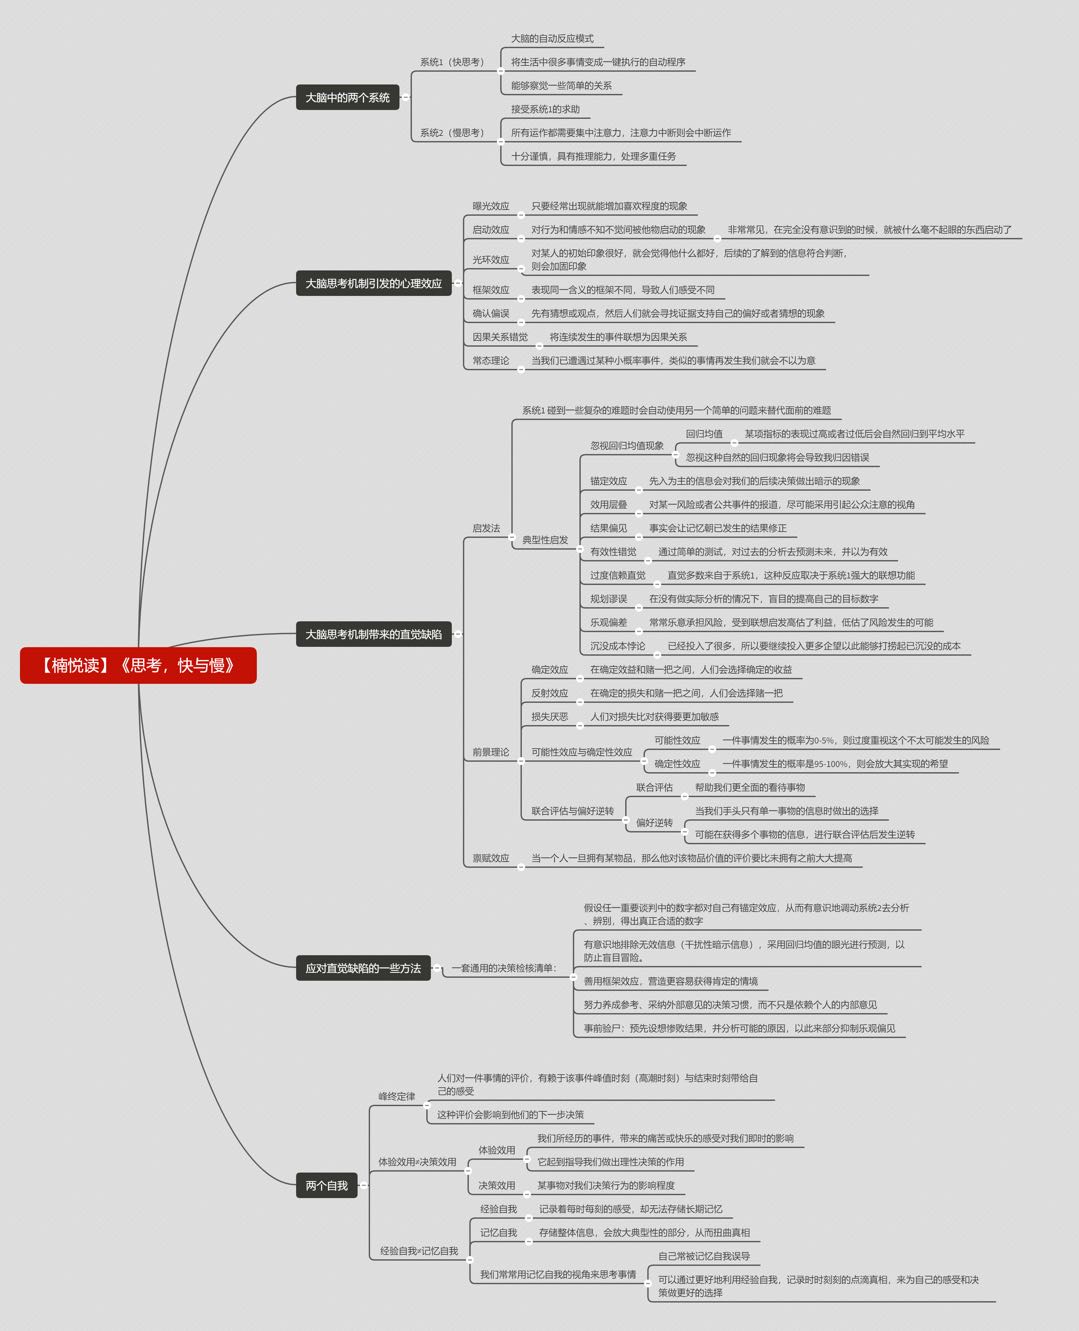 【楠悦读】《思考，快与慢》
大脑中的两个系统
系统1（快思考）
大脑的自动反应模式
将生活中很多事情变成一键执行的自动程序
能够察觉一些简单的关系
系统2（慢思考）
接受系统1的求助
所有运作都需要集中注意力，注意力中断则会中断运作
十分谨慎，具有推理能力，处理多重任务
大脑思考机制引发的心理效应
曝光效应
只要经常出现就能增加喜欢程度的现象
启动效应
对行为和情感不知不觉间被他物启动的现象
非常常见，在完全没有意识到的时候，就被什么毫不起眼的东西启动了
光环效应
对某人的初始印象很好，就会觉得他什么都好，后续的了解到的信息符合判断，
则会加固印象
框架效应
表现同一含义的框架不同，导致人们感受不同
确认偏误
先有猜想或观点，然后人们就会寻找证据支持自己的偏好或者猜想的现象
因果关系错觉
将连续发生的事件联想为因果关系
常态理论
当我们已遭遇过某种小概率事件，类似的事情再发生我们就会不以为意
大脑思考机制带来的直觉缺陷
启发法
系统1 碰到一些复杂的难题时会自动使用另一个简单的问题来替代面前的难题
典型性启发
忽视回归均值现象
回归均值
某项指标的表现过高或者过低后会自然回归到平均水平
忽视这种自然的回归现象将会导致我归因错误
锚定效应
先入为主的信息会对我们的后续决策做出暗示的现象
效用层叠
对某一风险或者公共事件的报道，尽可能采用引起公众注意的视角
结果偏见
事实会让记忆朝已发生的结果修正
有效性错觉
通过简单的测试，对过去的分析去预测未来，并以为有效
过度信赖直觉
直觉多数来自于系统1，这种反应取决于系统1强大的联想功能
规划谬误
在没有做实际分析的情况下，盲目的提高自己的目标数字
乐观偏差
常常乐意承担风险，受到联想启发高估了利益，低估了风险发生的可能
沉没成本悖论
已经投入了很多，所以要继续投入更多企望以此能够打捞起已沉没的成本
前景理论
确定效应
在确定效益和赌一把之间，人们会选择确定的收益
反射效应
在确定的损失和赌一把之间，人们会选择赌一把
损失厌恶
人们对损失比对获得要更加敏感
可能性效应与确定性效应
可能性效应
一件事情发生的概率为0-5%，则过度重视这个不太可能发生的风险
确定性效应
一件事情发生的概率是95-100%，则会放大其实现的希望
联合评估与偏好逆转
联合评估
帮助我们更全面的看待事物
偏好逆转
当我们手头只有单一事物的信息时做出的选择
可能在获得多个事物的信息，进行联合评估后发生逆转
禀赋效应
当一个人一旦拥有某物品，那么他对该物品价值的评价要比未拥有之前大大提高
应对直觉缺陷的一些方法
一套通用的决策检核清单：
假设任一重要谈判中的数字都对自己有锚定效应，从而有意识地调动系统2去分析
、辨别，得出真正合适的数字
有意识地排除无效信息（干扰性暗示信息），采用回归均值的眼光进行预测，以
防止盲目冒险。
善用框架效应，营造更容易获得肯定的情境
努力养成参考、采纳外部意见的决策习惯，而不只是依赖个人的内部意见
事前验尸：预先设想惨败结果，并分析可能的原因，以此来部分抑制乐观偏见
两个自我
峰终定律
人们对一件事情的评价，有赖于该事件峰值时刻（高潮时刻）与结束时刻带给自
己的感受
这种评价会影响到他们的下一步决策
体验效用≠决策效用
体验效用
我们所经历的事件，带来的痛苦或快乐的感受对我们即时的影响
它起到指导我们做出理性决策的作用
决策效用
某事物对我们决策行为的影响程度
经验自我≠记忆自我
经验自我
记录着每时每刻的感受，却无法存储长期记忆
记忆自我
存储整体信息，会放大典型性的部分，从而扭曲真相
我们常常用记忆自我的视角来思考事情
自己常被记忆自我误导
可以通过更好地利用经验自我，记录时时刻刻的点滴真相，来为自己的感受和决
策做更好的选择